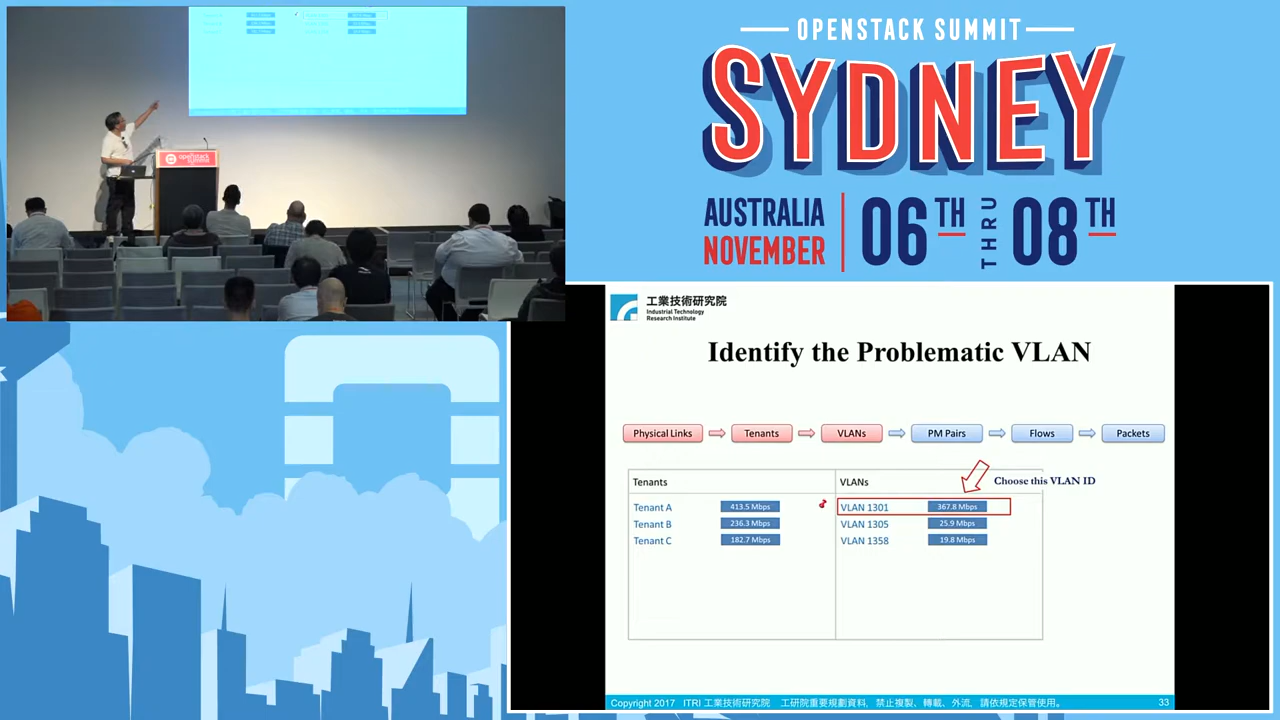 OPENSTACK SUMMIT
SYDNEY
AUSTRALIA
NOVEMBER
06TH
THRU
08TH
openstack
summit
工業技術研究院
Industrial Technology
Research Institute
Identify the Problematic VLAN
Physical Links
Tenants
VLANs
PM Pairs
Flows
Packets
Choose this VLAN ID
Tenants
VLANs
Tenant A 413.5 Mbps
VLAN 1301 367.8 Mbps
Tenant B 236.3 Mbps
VLAN 1305 25.9 Mbps
Tenant C 182.7 Mbps
VLAN 1358 19.8 Mbps
Copyright 2017 ITRI 工業技術研究院 工研院重要規劃資料, 禁止複製、轉載、外流, 請依規定保管使用。 33